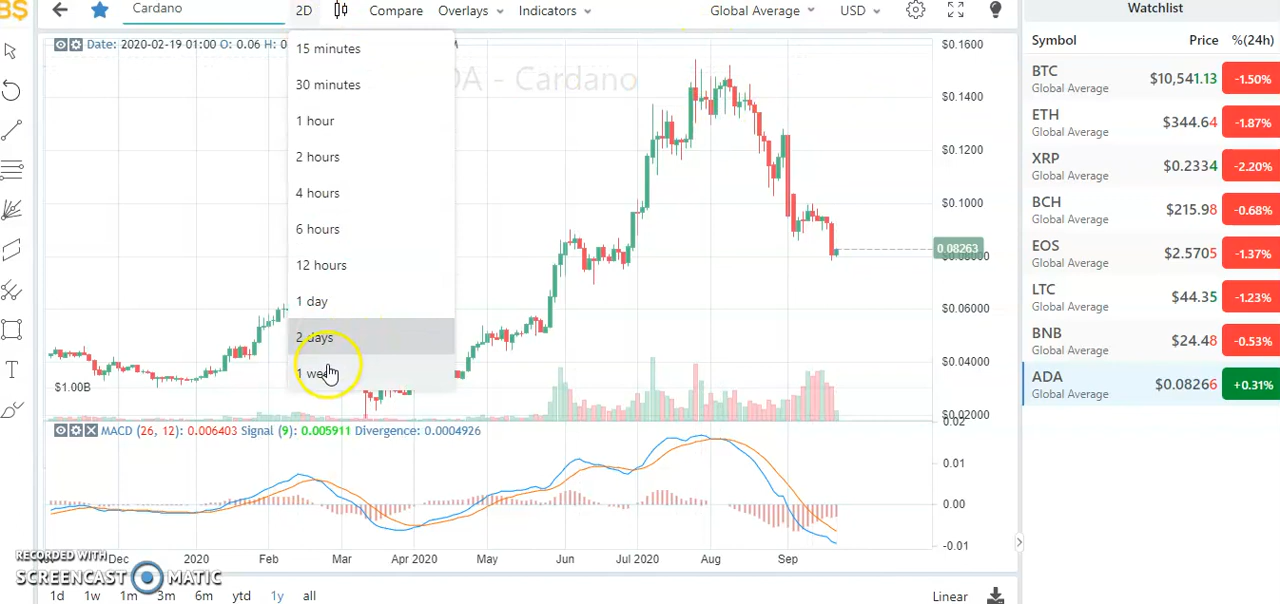 B$
Cardano
2D
Compare
Overlays
Indicators
Global Average
USD
Watchlist
Date: 2020-02-19 01:00 O: 0.06 H: 0.
DA - Cardano
15 minutes
30 minutes
1 hour
2 hours
4 hours
6 hours
12 hours
1 day
2 days
1 week
$0.1600
$0.1400
$0.1200
$0.1000
0.08263
$0.06000
$0.04000
$0.02000
$1.00B
MACD (26, 12): 0.006403 Signal (9): 0.005911 Divergence: 0.0004926
0.02
0.01
0.00
-0.01
Dec
2020
Feb
Mar
Apr 2020
May
Jun
Jul 2020
Aug
Sep
RECORDED WITH
SCREENCAST MATIC
1d
1w
1m
3m
6m
ytd
1y
all
Linear
Symbol Price %(24h)
BTC $10,541.13 -1.50%
Global Average
ETH $344.64 -1.87%
Global Average
XRP $0.2334 -2.20%
Global Average
BCH $215.98 -0.68%
Global Average
EOS $2.5705 -1.37%
Global Average
LTC $44.35 -1.23%
Global Average
BNB $24.48 -0.53%
Global Average
ADA $0.08266 +0.31%
Global Average